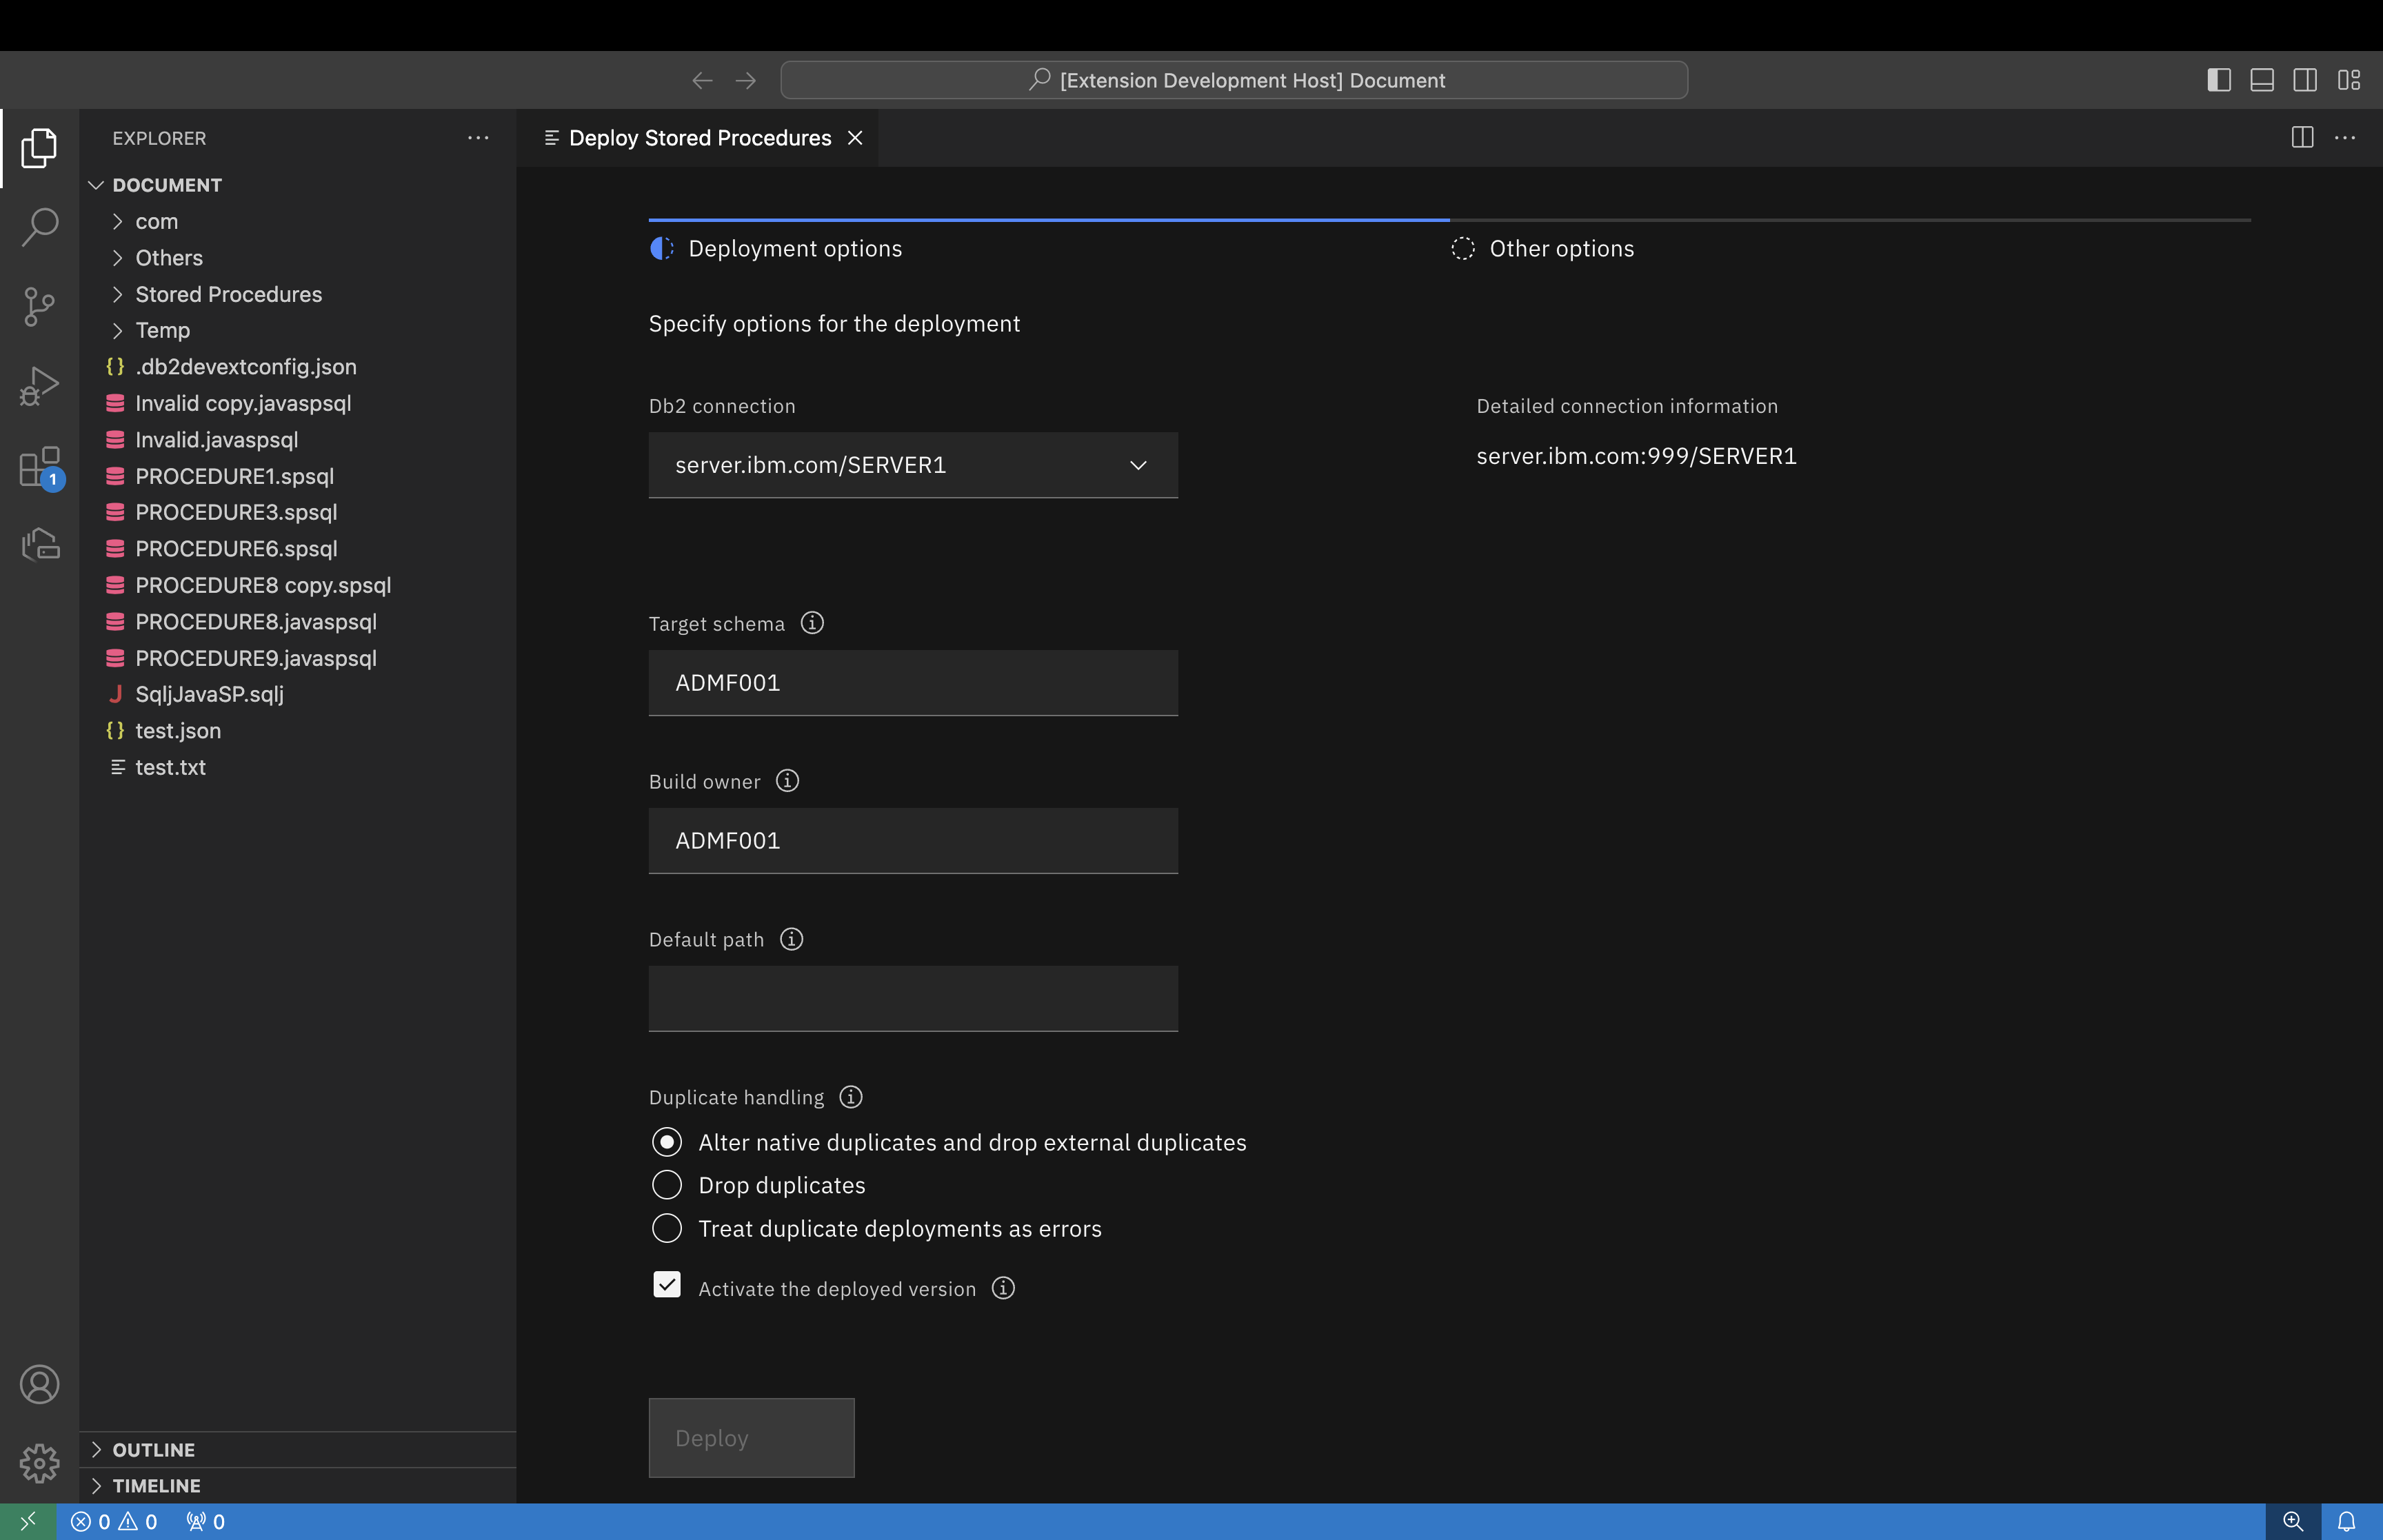 [Extension Development Host] Document
EXPLORER
DOCUMENT
com
Others
Stored Procedures
Temp
{} .db2devextconfig.json
Invalid copy.javaspsql
Invalid.javaspsql
PROCEDURE1.spsql
PROCEDURE3.spsql
PROCEDURE6.spsql
PROCEDURE8 copy.spsql
PROCEDURE8.javaspsql
PROCEDURE9.javaspsql
J SqljJavaSP.sqlj
{} test.json
test.txt
OUTLINE
TIMELINE
1
Deploy Stored Procedures
Deployment options
Other options
Specify options for the deployment
Db2 connection
server.ibm.com/SERVER1
Detailed connection information
server.ibm.com:999/SERVER1
Target schema
ADMF001
Build owner
ADMF001
Default path
Duplicate handling
Alter native duplicates and drop external duplicates
Drop duplicates
Treat duplicate deployments as errors
Activate the deployed version
Deploy
0 0 0